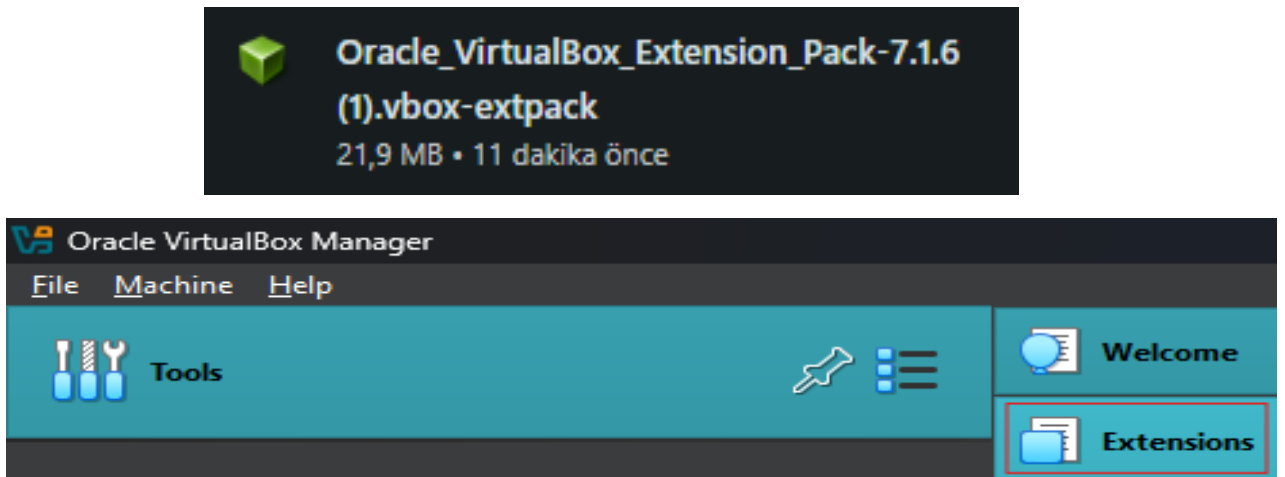 Oracle_VirtualBox_Extension_Pack-7.1.6
(1).vbox-extpack
21,9 MB • 11 dakika önce
Oracle VirtualBox Manager
File Machine Help
Tools
Welcome
Extensions